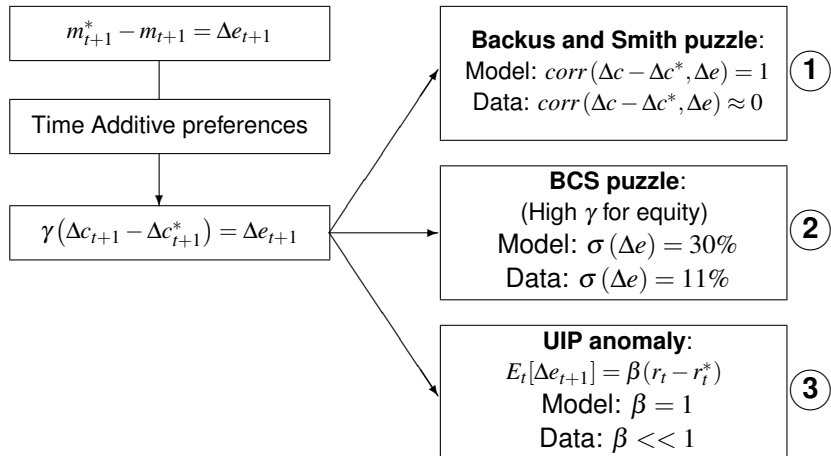 m*_{t+1} − m_{t+1} = Δe_{t+1}
Time Additive preferences
γ(Δc_{t+1} − Δc*_{t+1}) = Δe_{t+1}
Backus and Smith puzzle:
Model: corr(Δc − Δc*, Δe) = 1
Data: corr(Δc − Δc*, Δe) ≈ 0
1
BCS puzzle:
(High γ for equity)
Model: σ(Δe) = 30%
Data: σ(Δe) = 11%
2
UIP anomaly:
E_t[Δe_{t+1}] = β(r_t − r*_t)
Model: β = 1
Data: β << 1
3